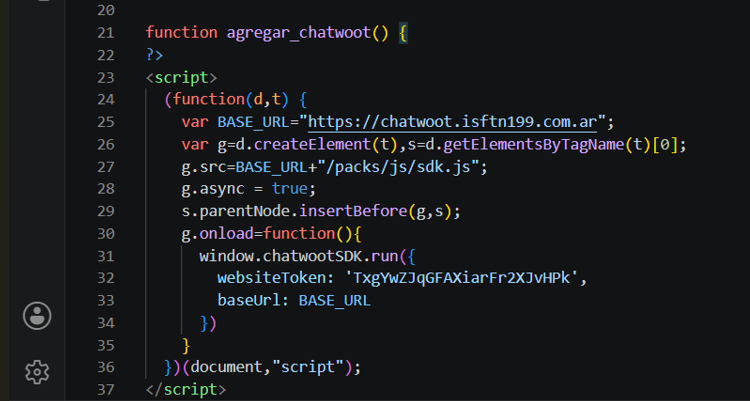 20
21 function agregar_chatwoot() {
22 ?>
23 <script>
24 (function(d,t) {
25 var BASE_URL="https://chatwoot.isftn199.com.ar";
26 var g=d.createElement(t),s=d.getElementsByTagName(t)[0];
27 g.src=BASE_URL+"/packs/js/sdk.js";
28 g.async = true;
29 s.parentNode.insertBefore(g,s);
30 g.onload=function(){
31 window.chatwootSDK.run({
32 websiteToken: 'TxgYwZJqGFAXiarFr2XJvHPk',
33 baseUrl: BASE_URL
34 })
35 }
36 })(document,"script");
37 </script>